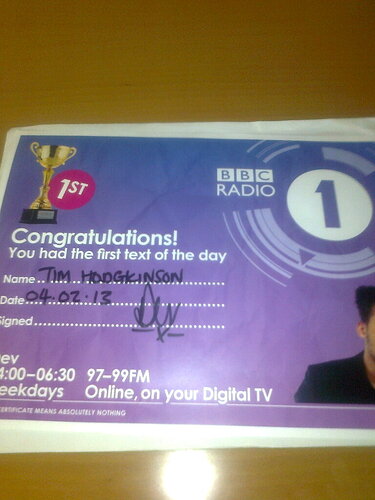 1ST
BBC
RADIO
1
Congratulations!
You had the first text of the day
Name TIM HODGKINSON
Date 04.02.13
Signed
ev
:00-06:30 97-99FM
eekdays Online, on your Digital TV
CERTIFICATE MEANS ABSOLUTELY NOTHING